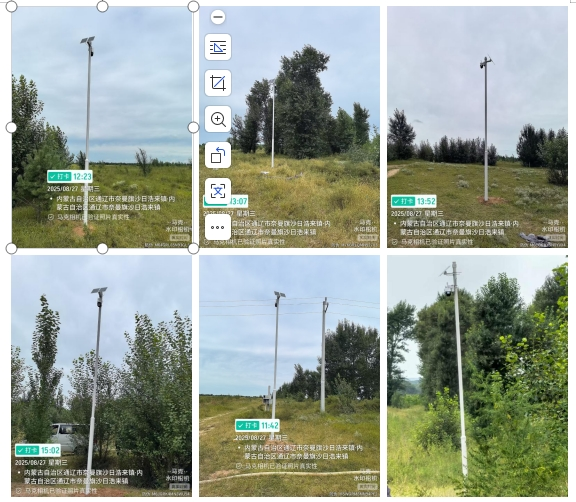 打卡 12:23
2025/08/27 星期三
内蒙古自治区通辽市奈曼旗沙日浩来镇·内
蒙古自治区通辽市奈曼旗沙日浩来镇
马克相机已验证照片真实性
马克
水印相机
3:07
内蒙古自治区通辽市奈曼旗沙日浩来镇·内
蒙古自治区通辽市奈曼旗沙日浩来镇
马克相机已验证照片真实性
马克
水印相机
打卡 13:52
2025/08/27 星期三
内蒙古自治区通辽市奈曼旗沙日浩来镇·内
蒙古自治区通辽市奈曼旗沙日浩来镇
马克相机已验证照片真实性
马克
水印相机
打卡 15:02
2025/08/27 星期三
内蒙古自治区通辽市奈曼旗沙日浩来镇·内
蒙古自治区通辽市奈曼旗沙日浩来镇
马克相机已验证照片真实性
马克
水印相机
打卡 11:42
2025/08/27 星期三
内蒙古自治区通辽市奈曼旗沙日浩来镇·内
蒙古自治区通辽市奈曼旗沙日浩来镇
马克相机已验证照片真实性
马克
水印相机